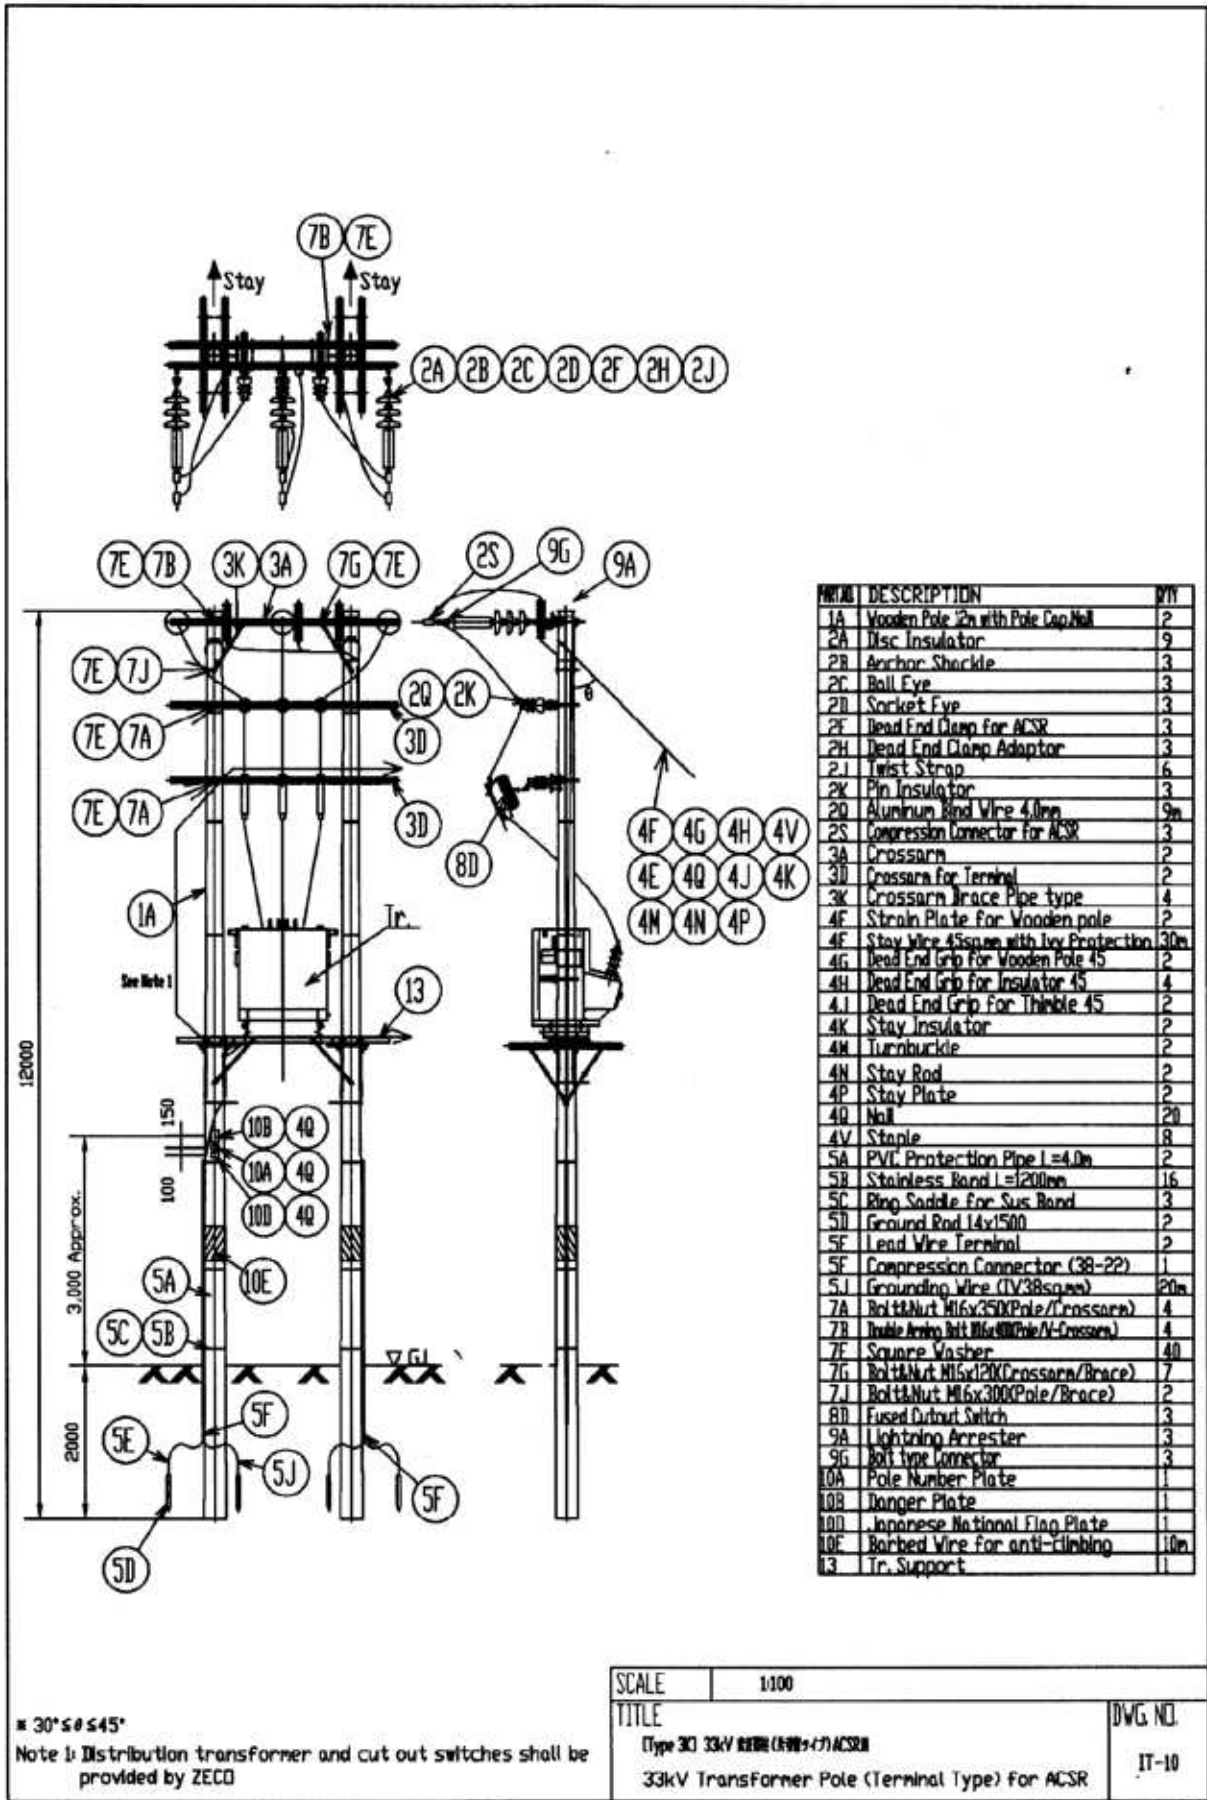 7B 7E
Stay Stay
2A 2B 2C 2D 2F 2H 2J
7E 7B 3K 3A 7G 7E 2S 9G 9A
7E 7J
2Q 2K
θ
7E 7A
3D
7E 7A
3D
4F 4G 4H 4V
8D
4E 4Q 4J 4K
1A
4M 4N 4P
Tr.
See Note 1
13
12000
150
10B 4Q
10A 4Q
100
10D 4Q
3,000 Approx.
5A 10E
5C 5B
GL
2000
5F
5E
5J
5F
5D
DESCRIPTION QTY
1A Wooden Pole 12m with Pole Cap,Nail 2
2A Disc Insulator 9
2B Anchor Shackle 3
2C Ball Eye 3
2D Socket Eye 3
2F Dead End Clamp for ACSR 3
2H Dead End Clamp Adaptor 3
2J Twist Strap 6
2K Pin Insulator 3
2Q Aluminum Bind Wire 4.0mm 9m
2S Compression Connector for ACSR 3
3A Crossarm 2
3D Crossarm for Terminal 2
3K Crossarm Brace Pipe type 4
4E Strain Plate for Wooden pole 2
4F Stay Wire 45sqmm with Ivy Protection 30m
4G Dead End Grip for Wooden Pole 45 2
4H Dead End Grip for Insulator 45 4
4J Dead End Grip for Thimble 45 2
4K Stay Insulator 2
4M Turnbuckle 2
4N Stay Rod 2
4P Stay Plate 2
4Q Nail 20
4V Staple 8
5A PVC Protection Pipe L=4.0m 2
5B Stainless Band L=1200mm 16
5C Ring Saddle for Sus Band 3
5D Ground Rod 14x1500 2
5E Lead Wire Terminal 2
5F Compression Connector (38-22) 1
5J Grounding Wire (IV38sqmm) 20m
7A Bolt&Nut M16x350(Pole/Crossarm) 4
7B Double Arming Bolt M16x400(Pole/V-Crossarm) 4
7E Square Washer 40
7G Bolt&Nut M16x120(Crossarm/Brace) 7
7J Bolt&Nut M16x300(Pole/Brace) 2
8D Fused Cutout Switch 3
9A Lightning Arrester 3
9G Bolt type Connector 3
10A Pole Number Plate 1
10B Danger Plate 1
10D Japanese National Flag Plate 1
10E Barbed Wire for anti-climbing 10m
13 Tr. Support 1
※ 30°≤θ≤45°
Note 1: Distribution transformer and cut out switches shall be
provided by ZECO
SCALE 1:100
TITLE
[Type 3C] 33kV ACSR
33kV Transformer Pole (Terminal Type) for ACSR
DWG. NO.
IT-10